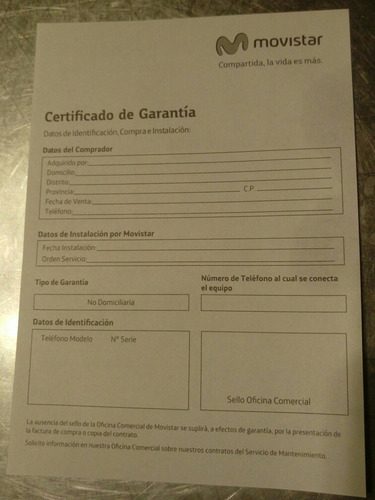 movistar
Compartida, la vida es más.
Certificado de Garantía
Datos de Identificación, Compra e Instalación:
Datos del Comprador
Adquirido por:
Domicilio:
Distrito:
Provincia: C.P.
Fecha de Venta:
Teléfono:
Datos de Instalación por Movistar
Fecha Instalación:
Orden Servicio:
Tipo de Garantía
No Domiciliaria
Número de Teléfono al cual se conecta
el equipo
Datos de Identificación
Teléfono Modelo Nº Serie
Sello Oficina Comercial
La ausencia del sello de la Oficina Comercial de Movistar se suplirá, a efectos de garantía, por la presentación de
la factura de compra o copia del contrato.
Solicite información en nuestra Oficina Comercial sobre nuestros contratos del Servicio de Mantenimiento.